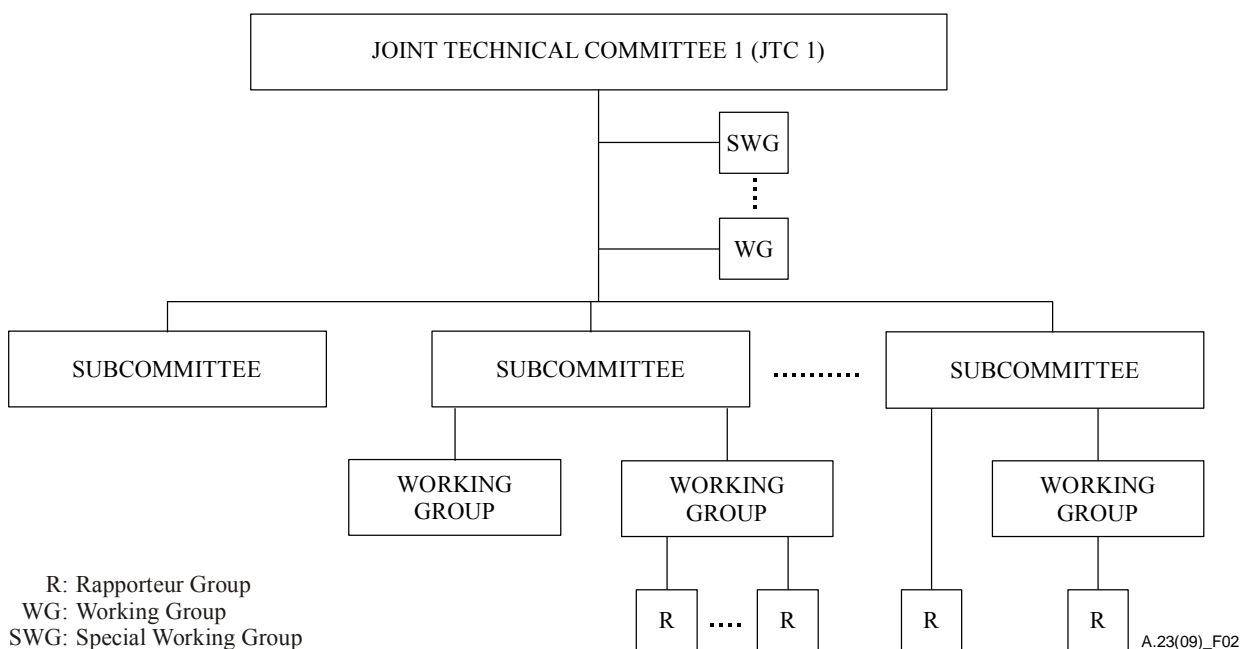 JOINT TECHNICAL COMMITTEE 1 (JTC 1)
SWG
WG
SUBCOMMITTEE
SUBCOMMITTEE
SUBCOMMITTEE
WORKING
GROUP
WORKING
GROUP
WORKING
GROUP
R
R
R
R
R: Rapporteur Group
WG: Working Group
SWG: Special Working Group
A.23(09)_F02